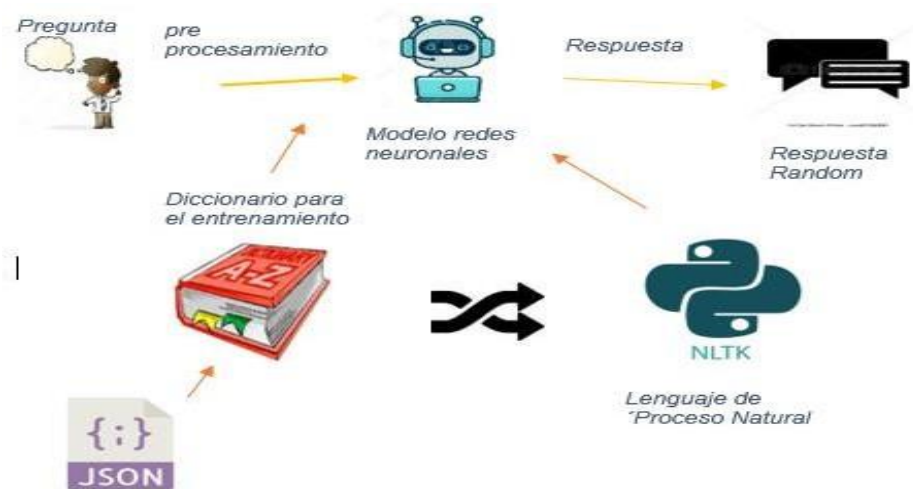 Pregunta
pre
procesamiento
Respuesta
Modelo redes
neuronales
Respuesta
Random
Diccionario para
el entrenamiento
DICTIONARY
A-Z
NLTK
Lenguaje de
´Proceso Natural
{;}
JSON